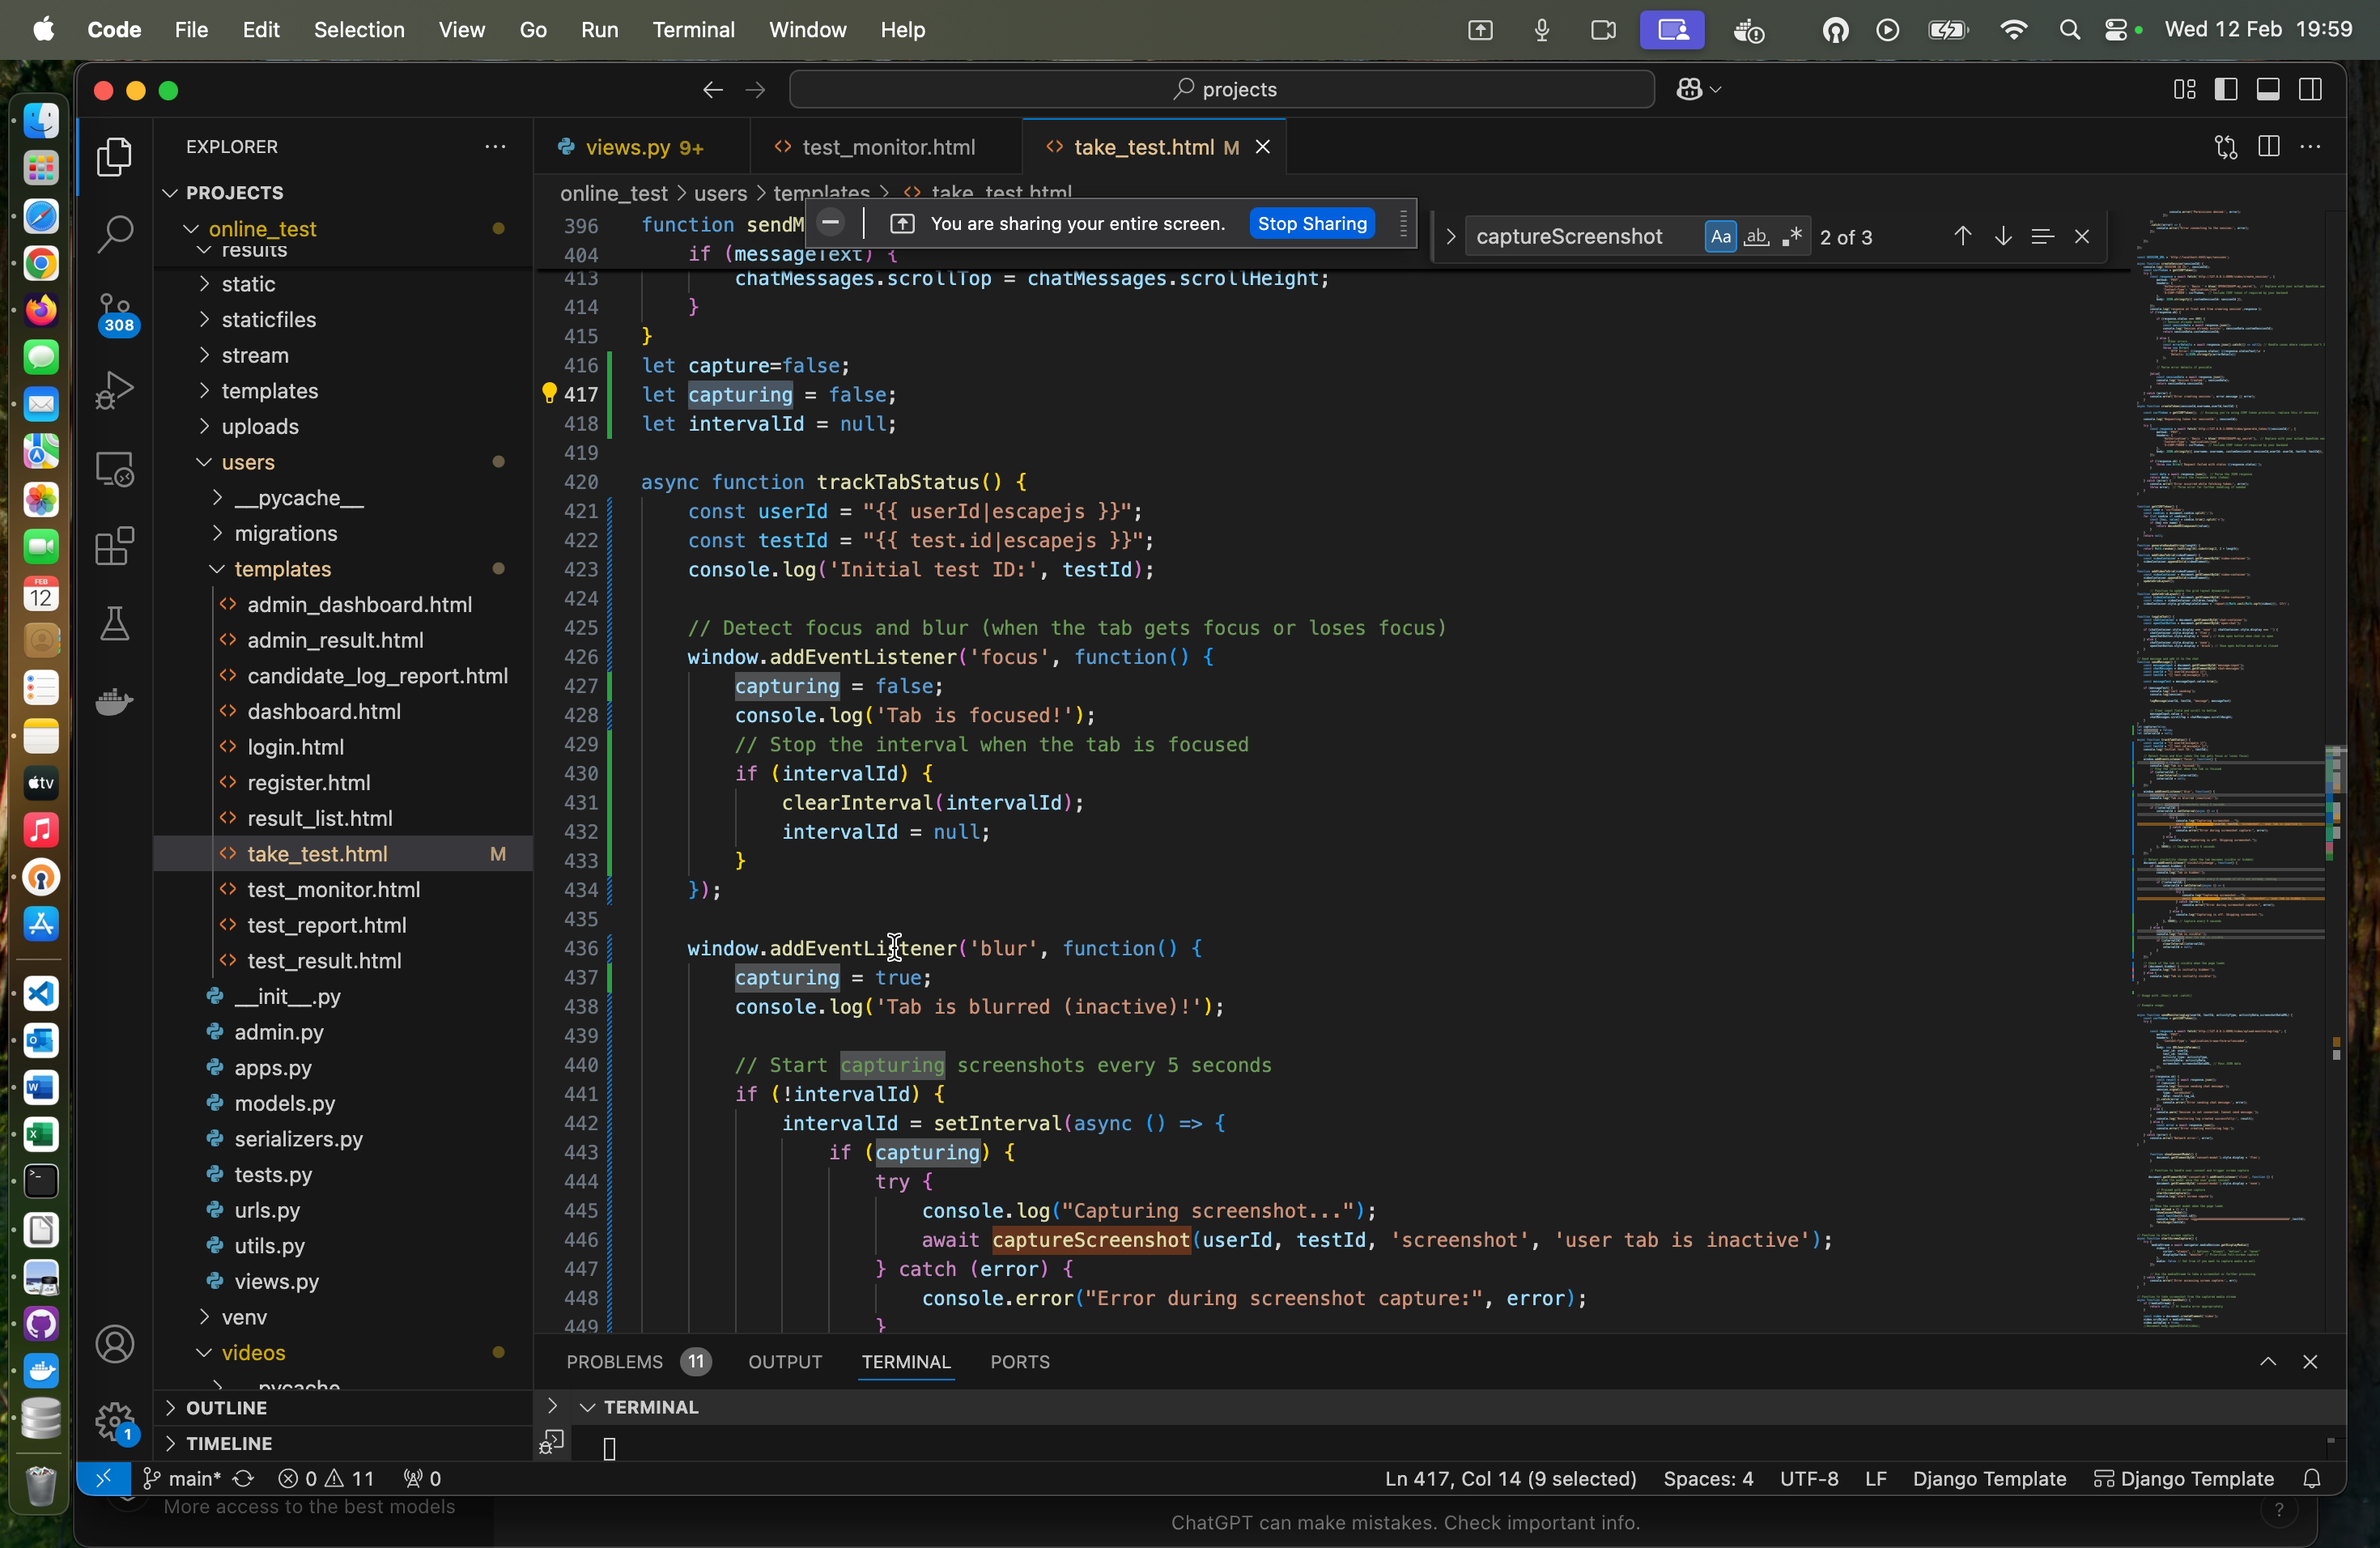 Code File Edit Selection View Go Run Terminal Window Help Wed 12 Feb 19:59
projects
EXPLORER
PROJECTS
online_test
results
static
staticfiles
stream
templates
uploads
users
__pycache__
migrations
templates
admin_dashboard.html
admin_result.html
candidate_log_report.html
dashboard.html
login.html
register.html
result_list.html
take_test.html M
test_monitor.html
test_report.html
test_result.html
__init__.py
admin.py
apps.py
models.py
serializers.py
tests.py
urls.py
utils.py
views.py
venv
videos
__pycache__
OUTLINE
TIMELINE
308
1
FEB
12
tv
views.py 9+
test_monitor.html
take_test.html M
online_test > users > templates > take_test.html
You are sharing your entire screen. Stop Sharing
captureScreenshot Aa ab .* 2 of 3
396 function sendM
404 if (messageText) {
413 chatMessages.scrollTop = chatMessages.scrollHeight;
414 }
415 }
416 let capture=false;
417 let capturing = false;
418 let intervalId = null;
419
420 async function trackTabStatus() {
421 const userId = "{{ userId|escapejs }}";
422 const testId = "{{ test.id|escapejs }}";
423 console.log('Initial test ID:', testId);
424
425 // Detect focus and blur (when the tab gets focus or loses focus)
426 window.addEventListener('focus', function() {
427 capturing = false;
428 console.log('Tab is focused!');
429 // Stop the interval when the tab is focused
430 if (intervalId) {
431 clearInterval(intervalId);
432 intervalId = null;
433 }
434 });
435
436 window.addEventListener('blur', function() {
437 capturing = true;
438 console.log('Tab is blurred (inactive)!');
439
440 // Start capturing screenshots every 5 seconds
441 if (!intervalId) {
442 intervalId = setInterval(async () => {
443 if (capturing) {
444 try {
445 console.log("Capturing screenshot...");
446 await captureScreenshot(userId, testId, 'screenshot', 'user tab is inactive');
447 } catch (error) {
448 console.error("Error during screenshot capture:", error);
449 }
PROBLEMS 11 OUTPUT TERMINAL PORTS
TERMINAL
main* 0 11 0
Ln 417, Col 14 (9 selected) Spaces: 4 UTF-8 LF Django Template Django Template
More access to the best models
ChatGPT can make mistakes. Check important info.
?